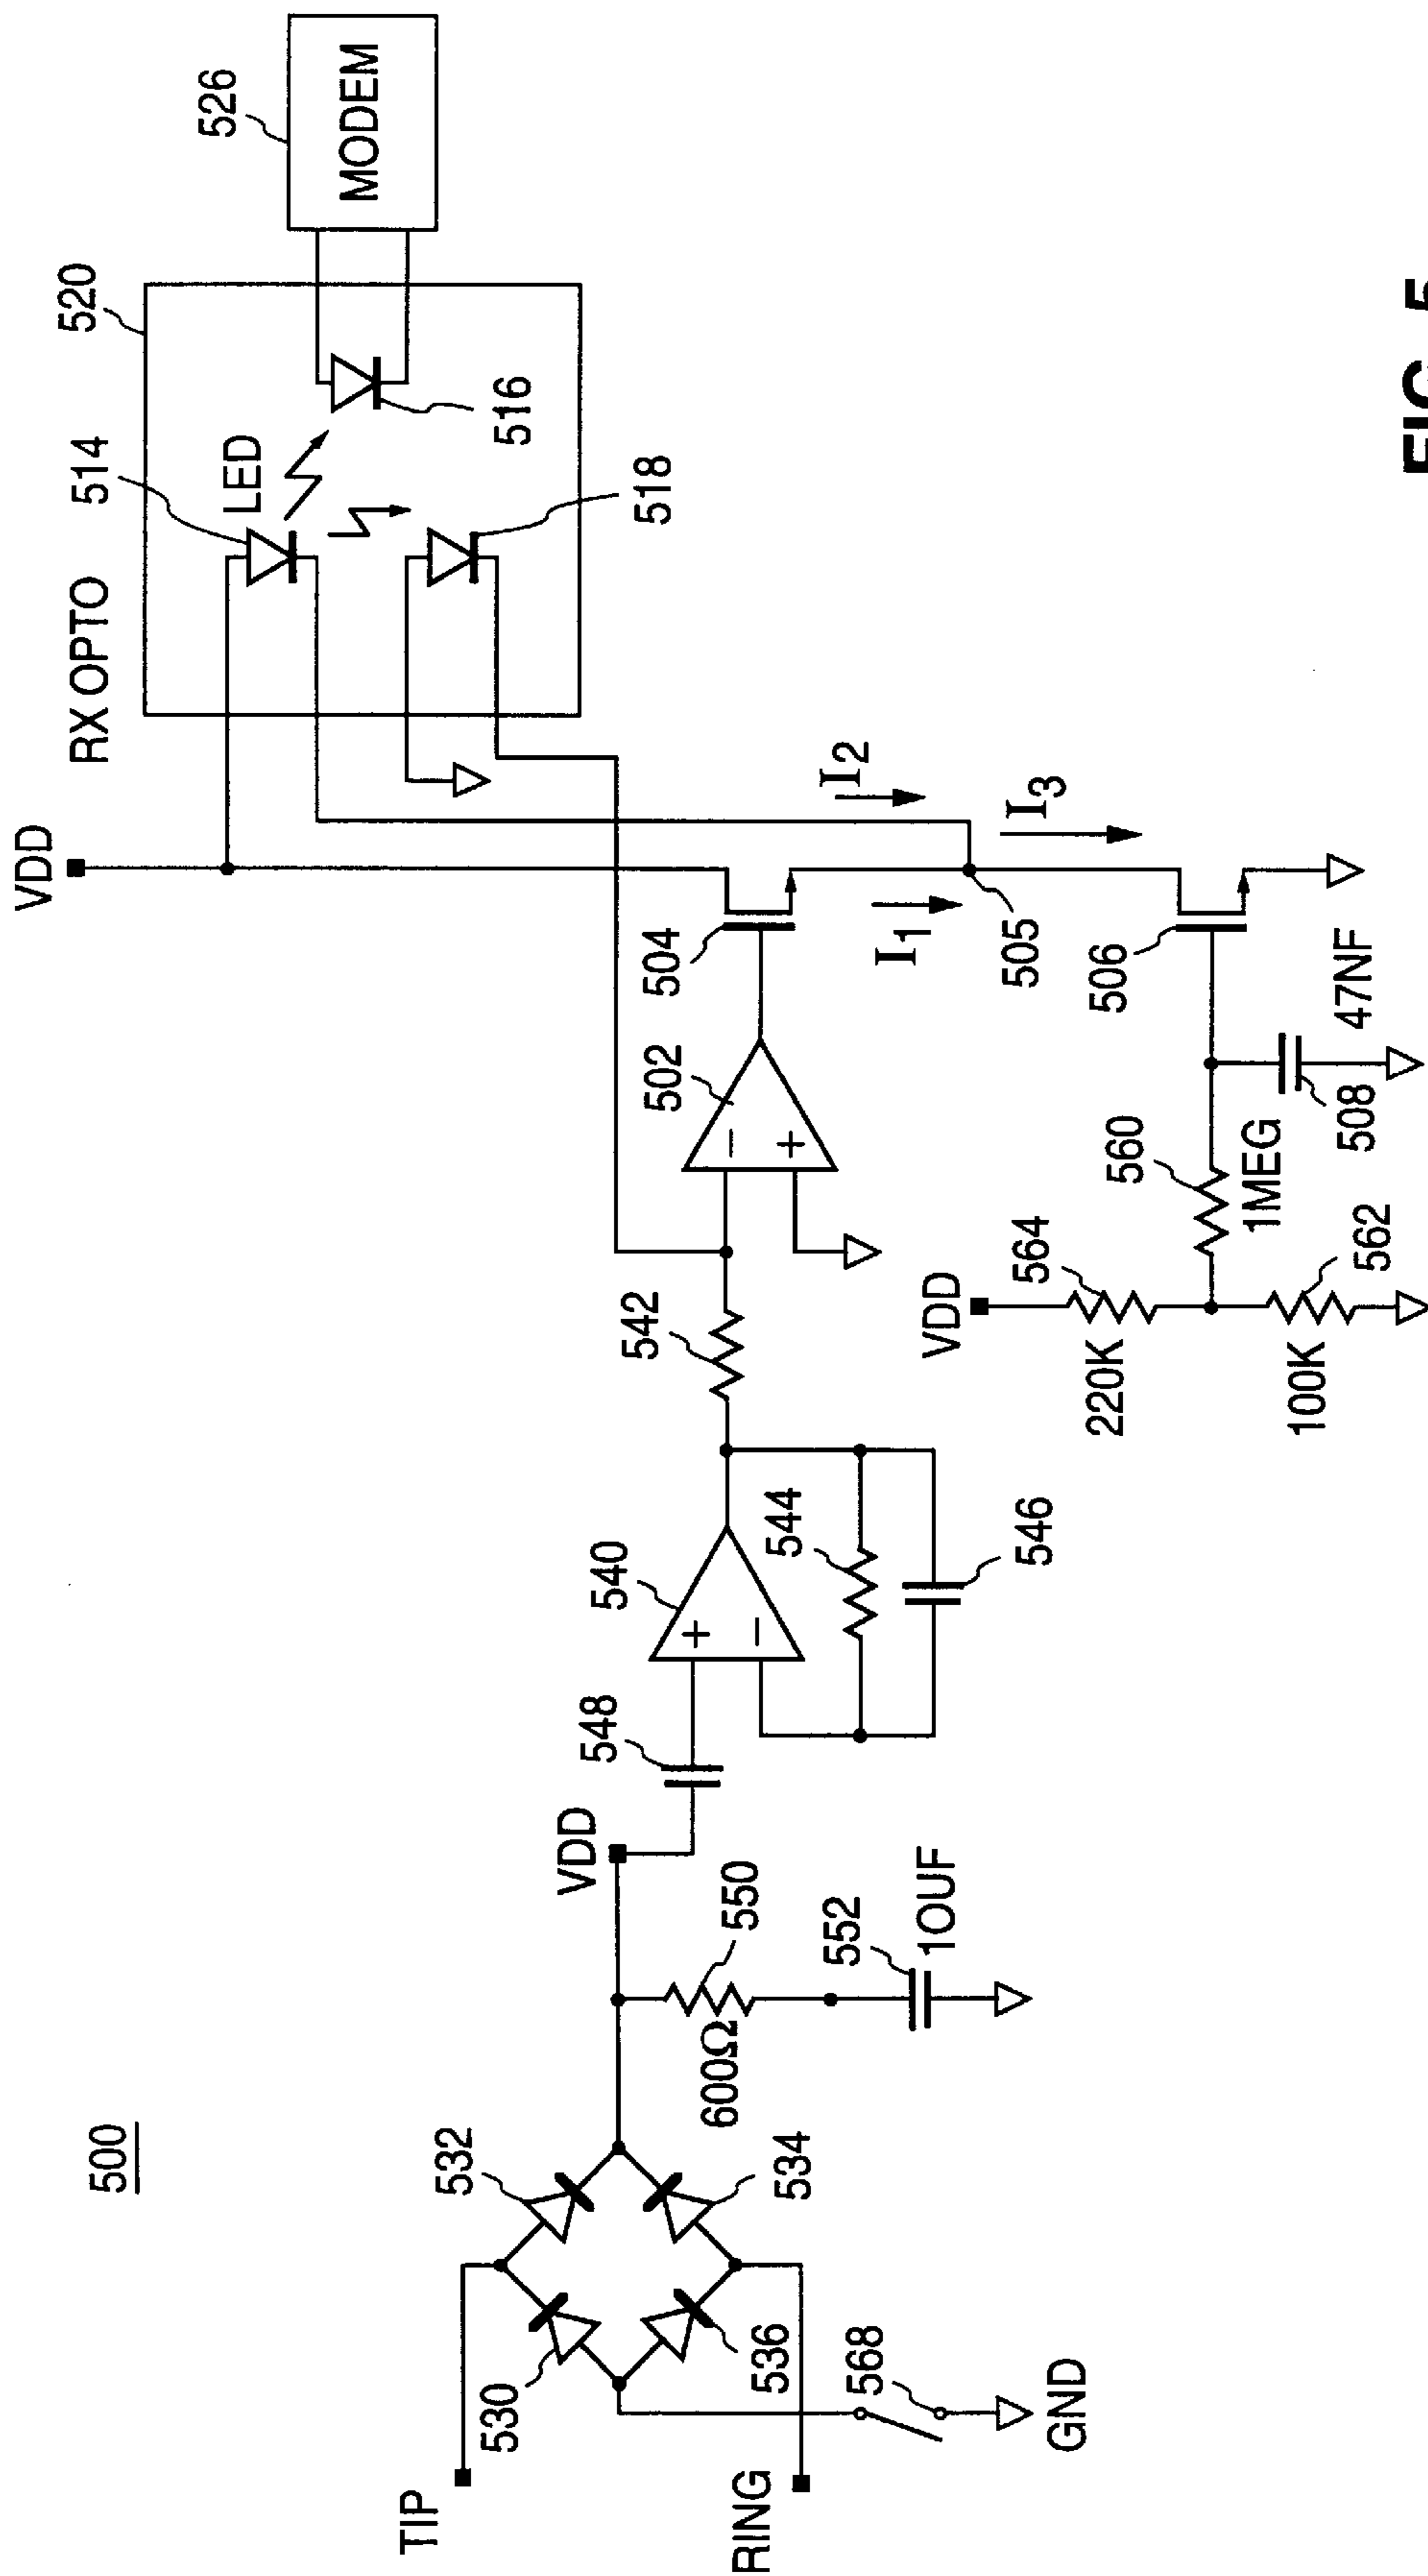 500
TIP
RING
530
532
534
536
568
GND
600Ω
550
552
10UF
VDD
548
540
+
−
544
546
542
502
−
+
504
I1
505
I2
I3
506
VDD
564
220K
562
100K
560
1MEG
508
47NF
VDD
RX OPTO
514
LED
516
518
520
526
MODEM